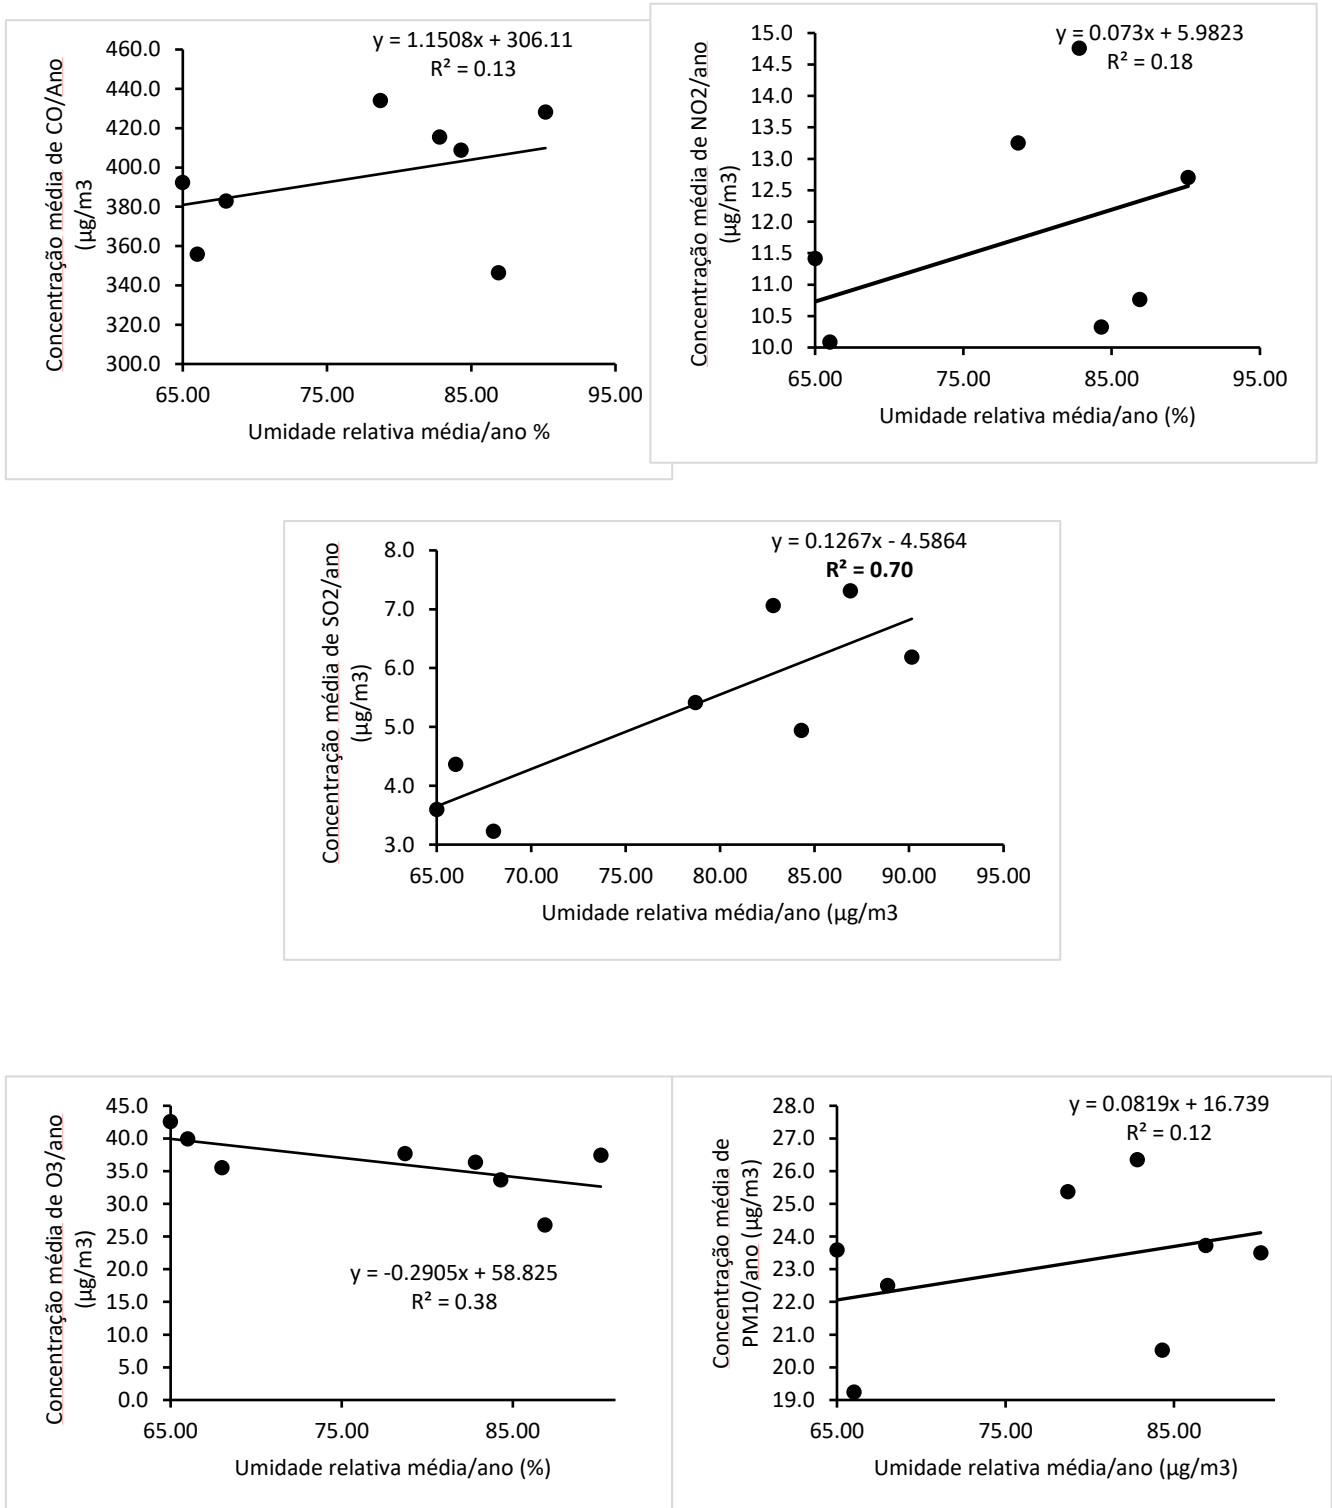 Concentração média de CO/Ano
(µg/m3
460.0
440.0
420.0
400.0
380.0
360.0
340.0
320.0
300.0
y = 1.1508x + 306.11
R² = 0.13
65.00 75.00 85.00 95.00
Umidade relativa média/ano %
Concentração média de NO2/ano
(µg/m3)
15.0
14.5
14.0
13.5
13.0
12.5
12.0
11.5
11.0
10.5
10.0
y = 0.073x + 5.9823
R² = 0.18
65.00 75.00 85.00 95.00
Umidade relativa média/ano (%)
Concentração média de SO2/ano
(µg/m3)
8.0
7.0
6.0
5.0
4.0
3.0
y = 0.1267x - 4.5864
R² = 0.70
65.00 70.00 75.00 80.00 85.00 90.00 95.00
Umidade relativa média/ano (µg/m3
Concentração média de O3/ano
(µg/m3)
45.0
40.0
35.0
30.0
25.0
20.0
15.0
10.0
5.0
0.0
y = -0.2905x + 58.825
R² = 0.38
65.00 75.00 85.00
Umidade relativa média/ano (%)
Concentração média de
PM10/ano (µg/m3)
28.0
27.0
26.0
25.0
24.0
23.0
22.0
21.0
20.0
19.0
y = 0.0819x + 16.739
R² = 0.12
65.00 75.00 85.00
Umidade relativa média/ano (µg/m3)